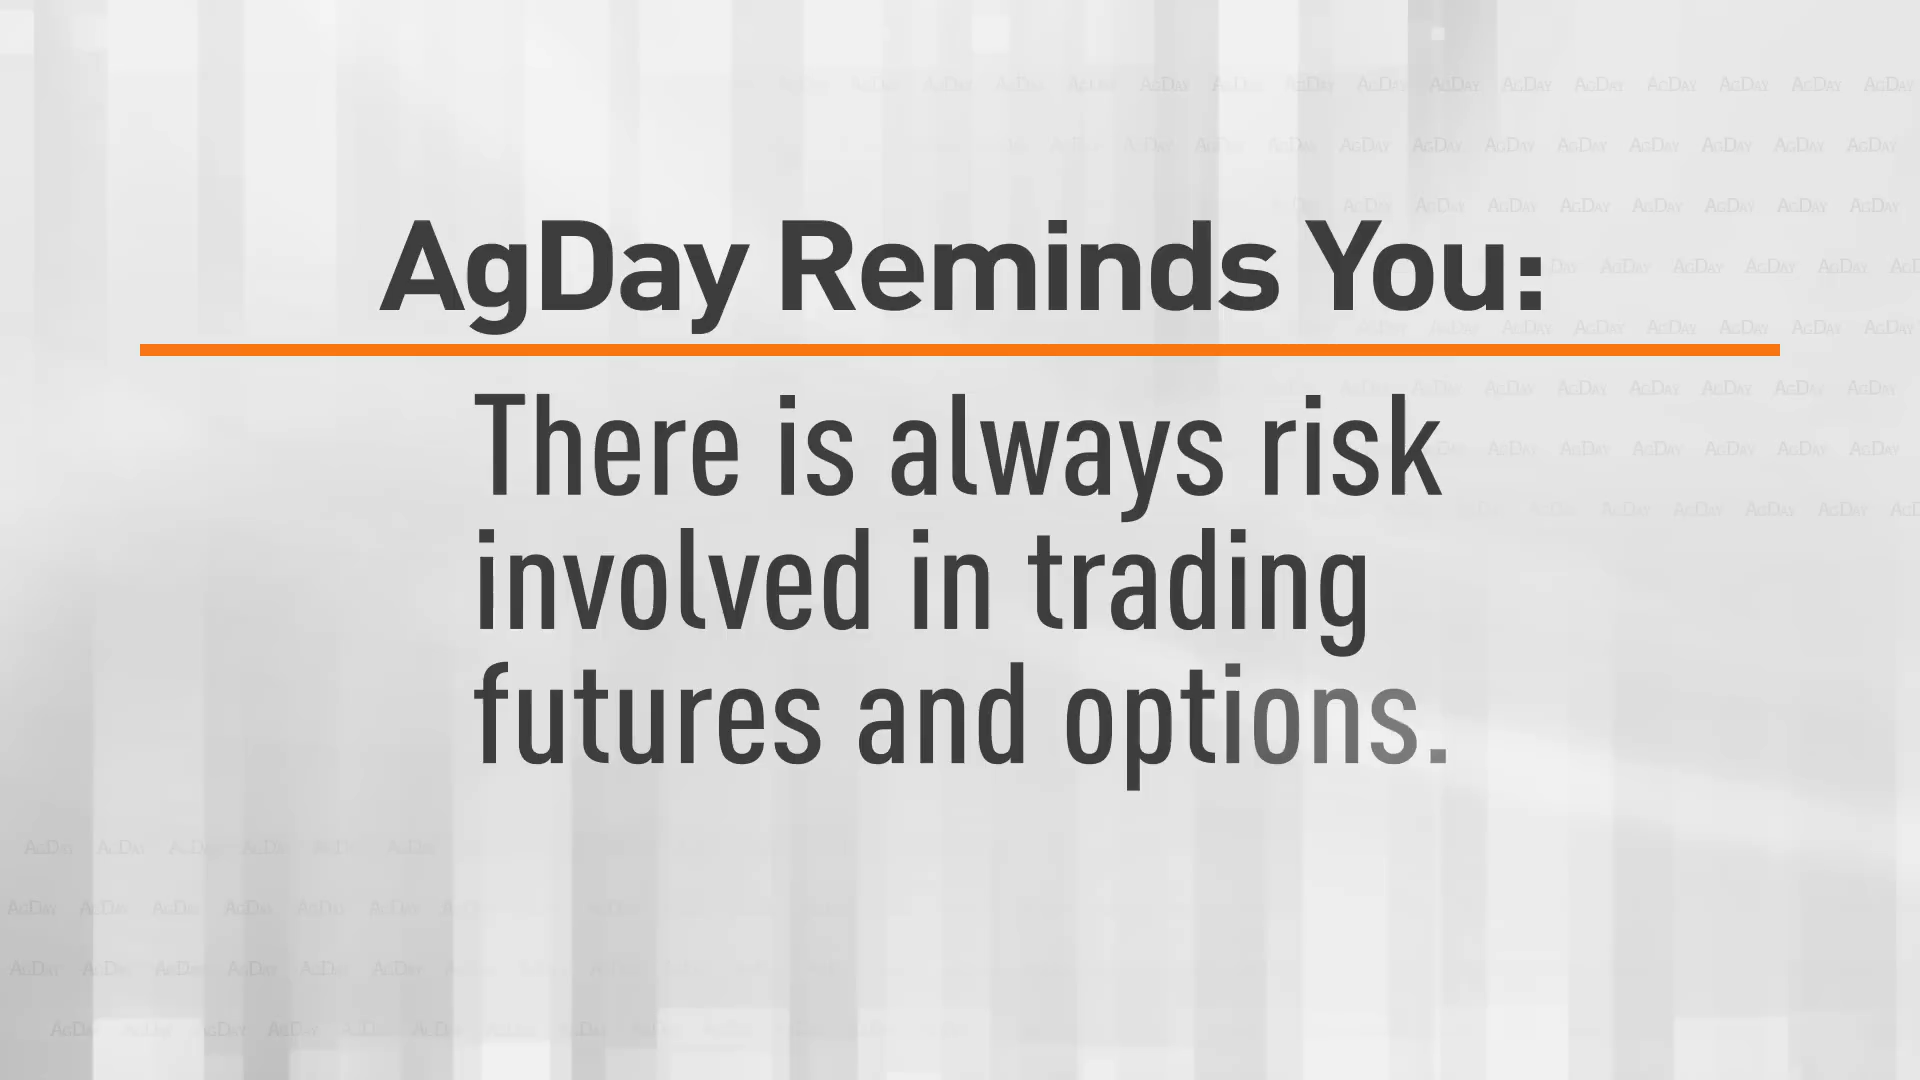 AgDay Reminds You:
There is always risk
involved in trading
futures and options.